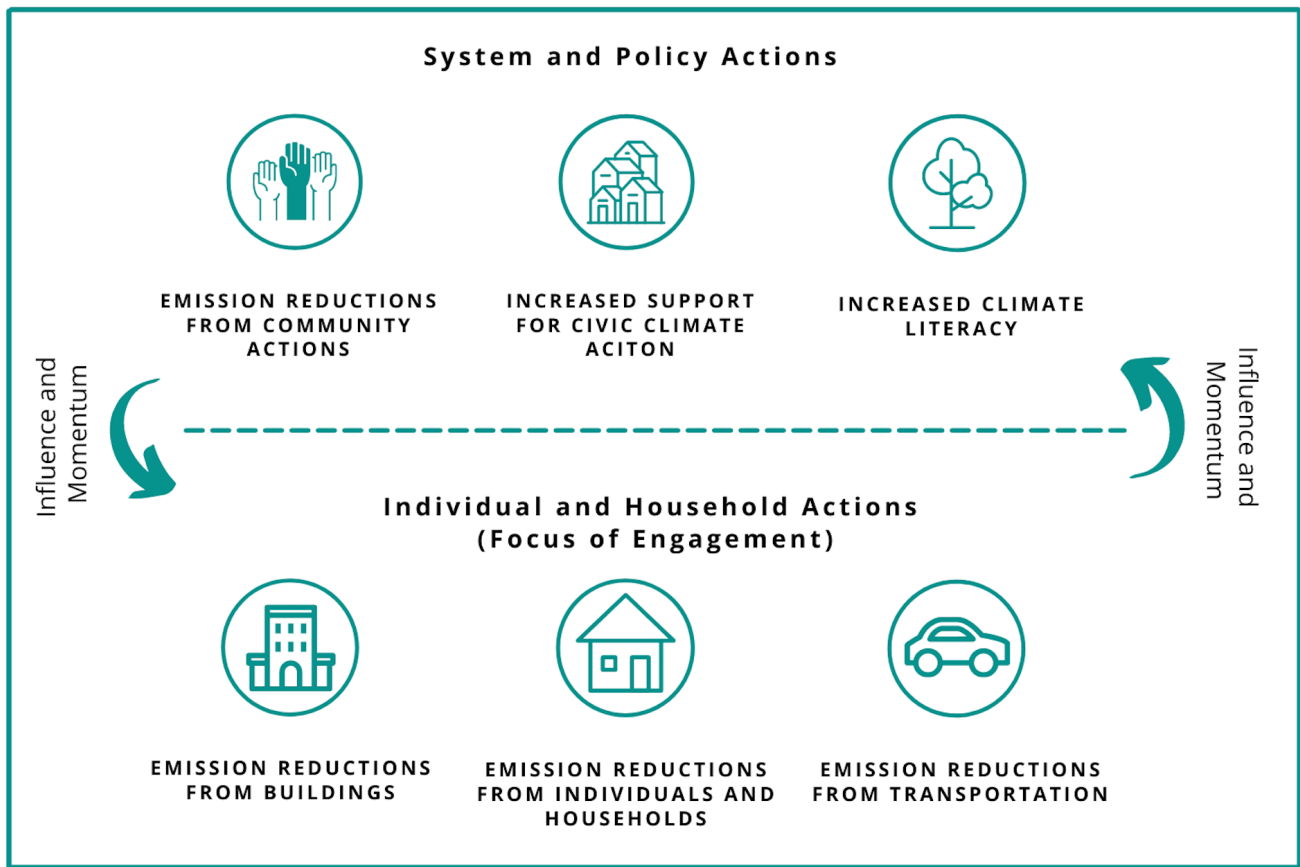 System and Policy Actions
EMISSION REDUCTIONS
FROM COMMUNITY
ACTIONS
INCREASED SUPPORT
FOR CIVIC CLIMATE
ACITON
INCREASED CLIMATE
LITERACY
Influence and
Momentum
Influence and
Momentum
Individual and Household Actions
(Focus of Engagement)
EMISSION REDUCTIONS
FROM BUILDINGS
EMISSION REDUCTIONS
FROM INDIVIDUALS AND
HOUSEHOLDS
EMISSION REDUCTIONS
FROM TRANSPORTATION